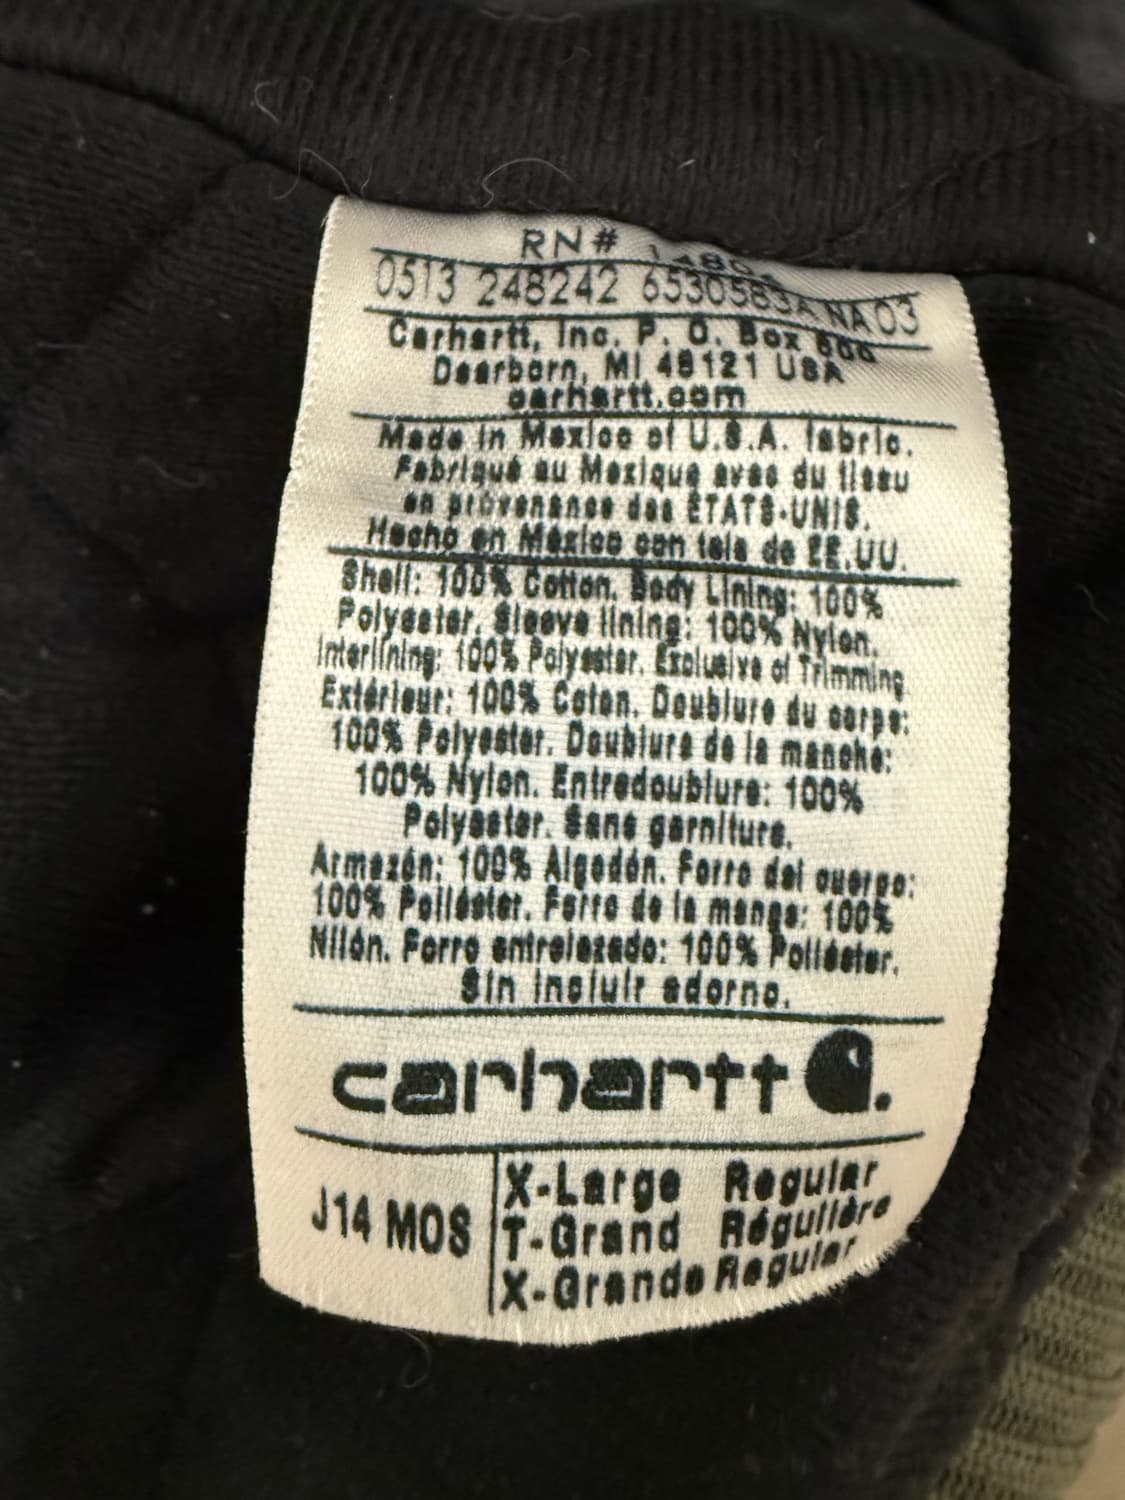 RN# 14806
0513 248242 6530583A NA 03
Carhartt, Inc. P. O. Box 600
Dearborn, MI 48121 USA
carhartt.com
Made in Mexico of U.S.A. fabric.
Fabriqué au Mexique avec du tissu
en provenance des ÉTATS-UNIS.
Hecho en México con tela de EE.UU.
Shell: 100% Cotton. Body Lining: 100%
Polyester. Sleeve lining: 100% Nylon.
Interlining: 100% Polyester. Exclusive of Trimming
Extérieur: 100% Coton. Doublure du corps:
100% Polyester. Doublure de la manche:
100% Nylon. Entredoublure: 100%
Polyester. Sans garniture.
Armazón: 100% Algodón. Forro del cuerpo:
100% Poliéster. Forro de la manga: 100%
Nilón. Forro entrelazado: 100% Poliéster.
Sin incluir adorno.
carhartt
J14 MOS
X-Large Regular
T-Grand Régulière
X-Grande Regular